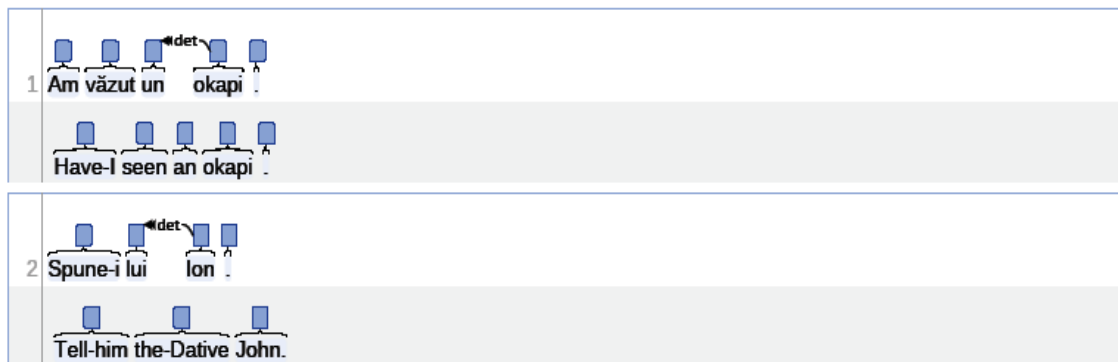 det
1 Am văzut un okapi .
Have-I seen an okapi .
det
2 Spune-i lui Ion .
Tell-him the-Dative John.